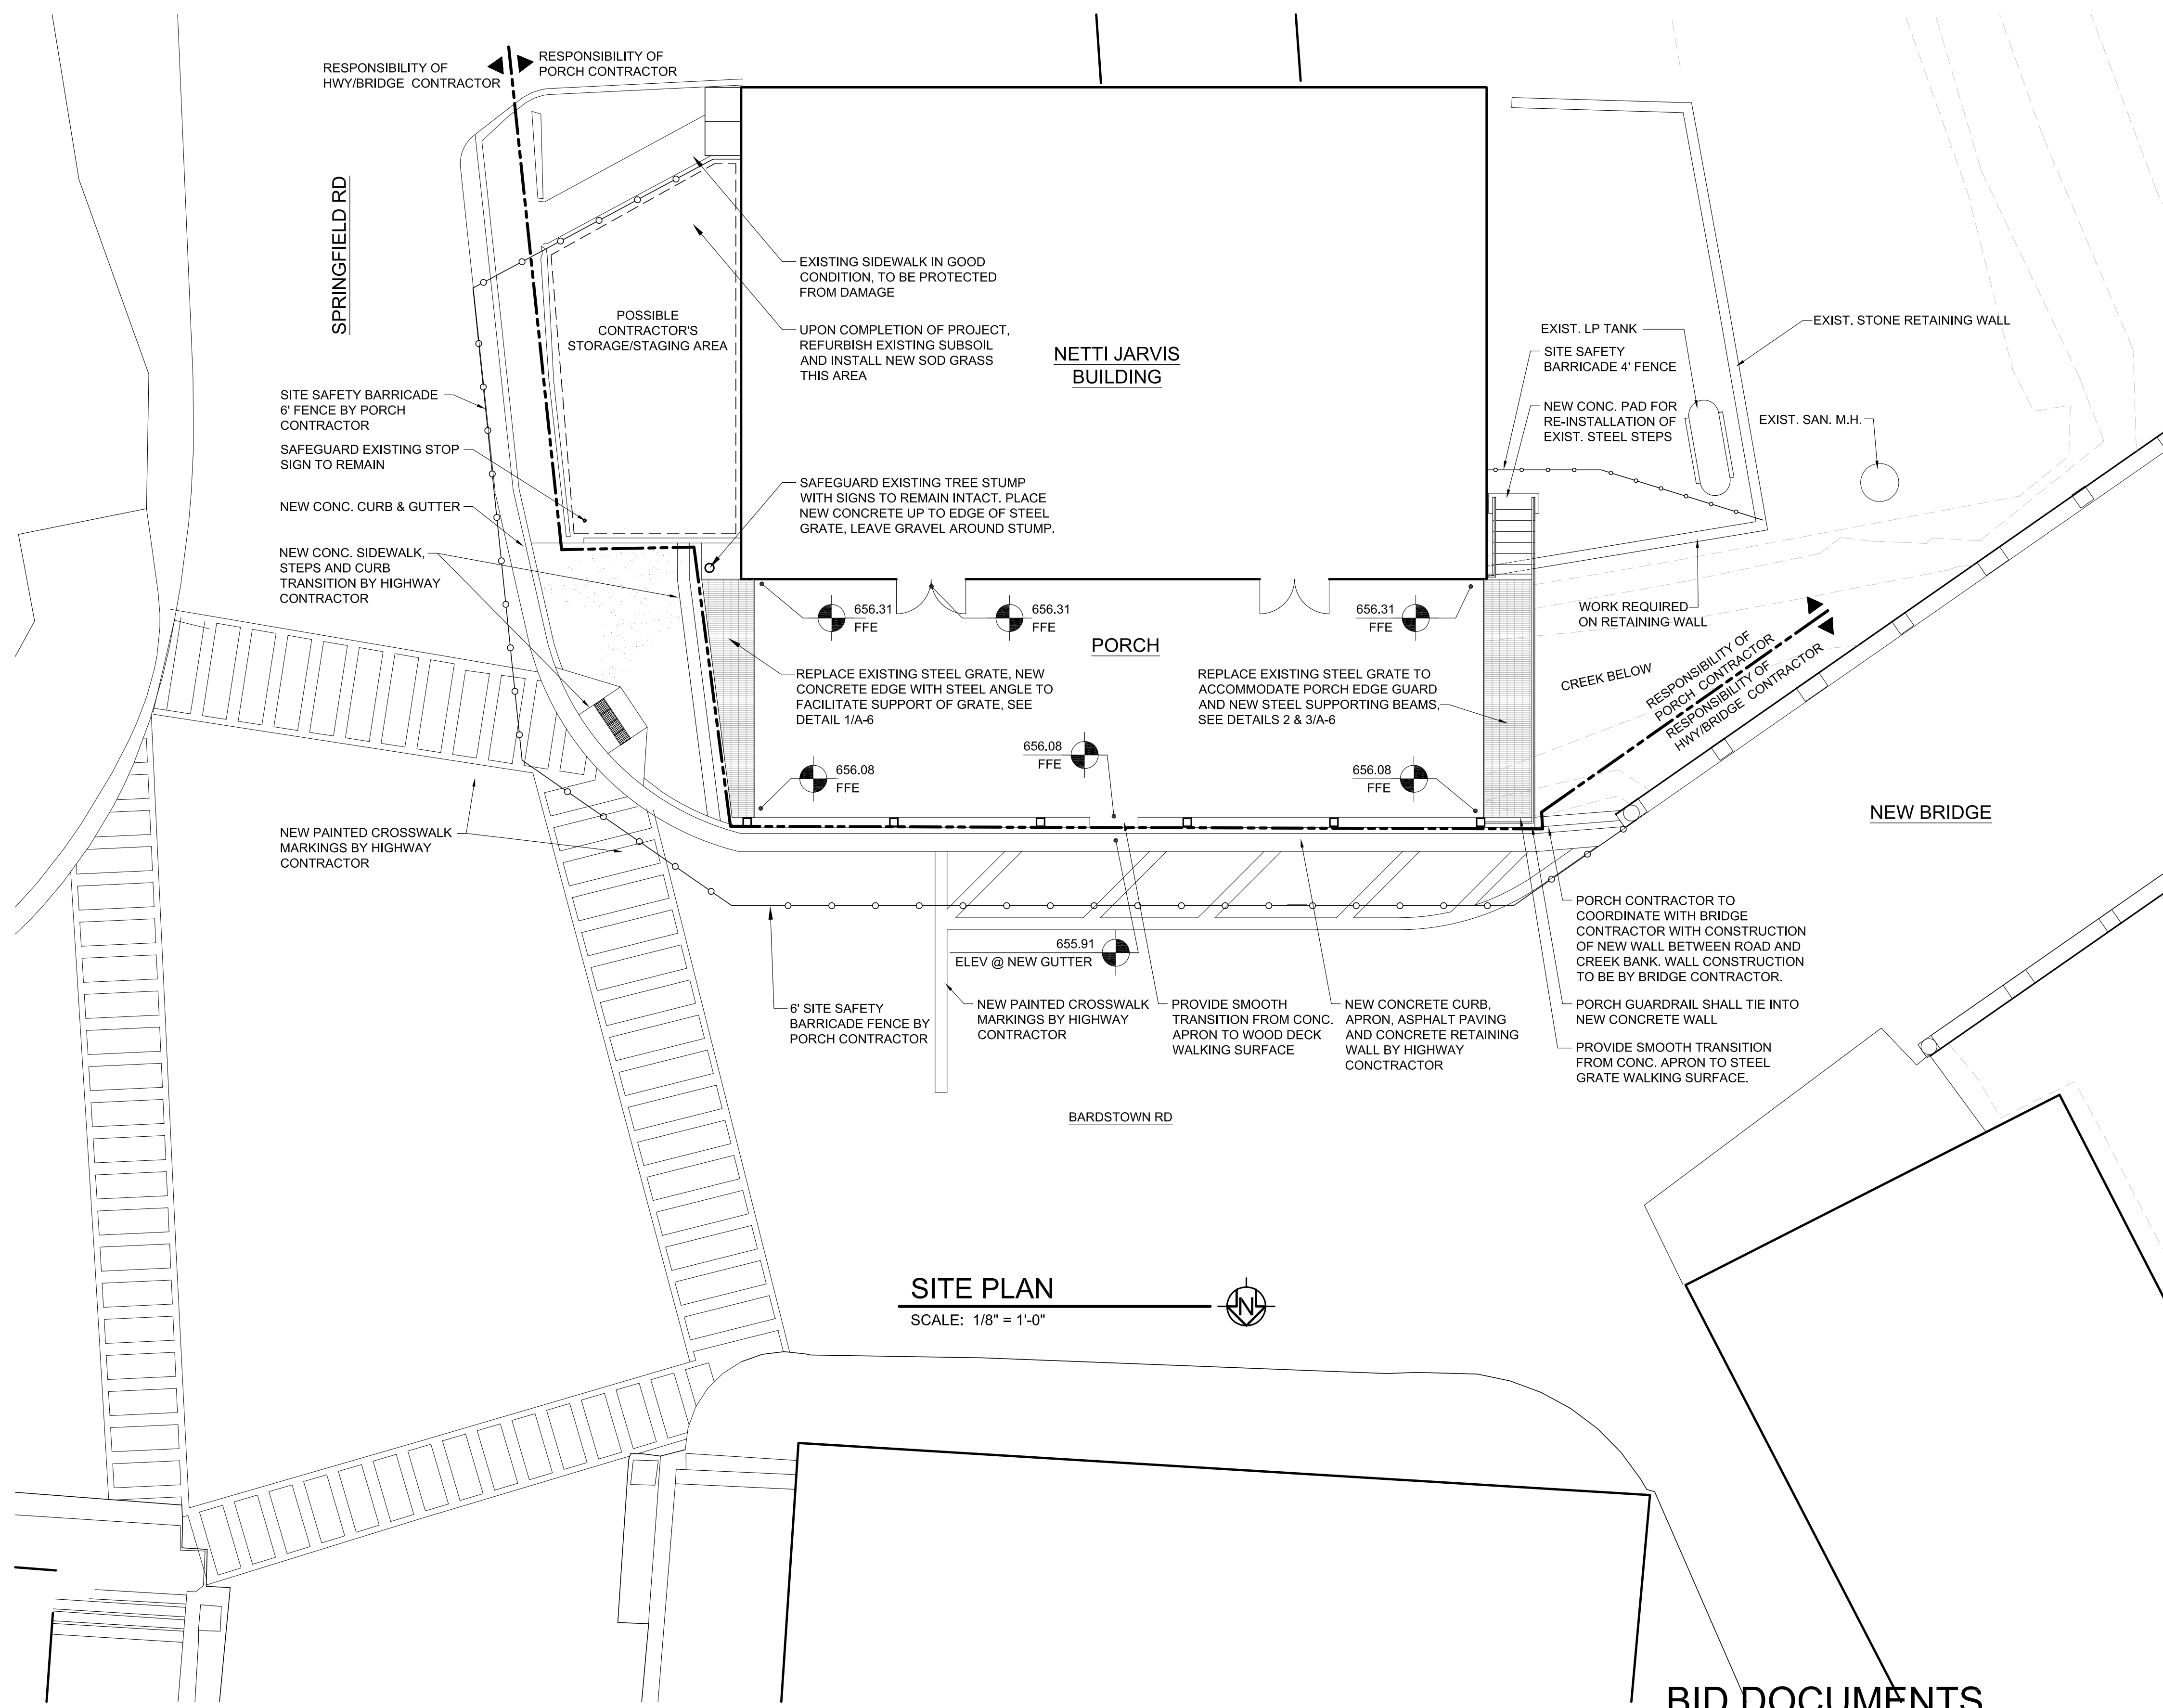 RESPONSIBILITY OF
HWY/BRIDGE CONTRACTOR
RESPONSIBILITY OF
PORCH CONTRACTOR
SPRINGFIELD RD
EXISTING SIDEWALK IN GOOD
CONDITION, TO BE PROTECTED
FROM DAMAGE
POSSIBLE
CONTRACTOR'S
STORAGE/STAGING AREA
UPON COMPLETION OF PROJECT,
REFURBISH EXISTING SUBSOIL
AND INSTALL NEW SOD GRASS
THIS AREA
NETTI JARVIS
BUILDING
EXIST. LP TANK
EXIST. STONE RETAINING WALL
SITE SAFETY
BARRICADE 4' FENCE
NEW CONC. PAD FOR
RE-INSTALLATION OF
EXIST. STEEL STEPS
EXIST. SAN. M.H.
SITE SAFETY BARRICADE
6' FENCE BY PORCH
CONTRACTOR
SAFEGUARD EXISTING STOP
SIGN TO REMAIN
NEW CONC. CURB & GUTTER
NEW CONC. SIDEWALK,
STEPS AND CURB
TRANSITION BY HIGHWAY
CONTRACTOR
SAFEGUARD EXISTING TREE STUMP
WITH SIGNS TO REMAIN INTACT. PLACE
NEW CONCRETE UP TO EDGE OF STEEL
GRATE, LEAVE GRAVEL AROUND STUMP.
656.31
FFE
656.31
FFE
656.31
FFE
WORK REQUIRED
ON RETAINING WALL
PORCH
REPLACE EXISTING STEEL GRATE, NEW
CONCRETE EDGE WITH STEEL ANGLE TO
FACILITATE SUPPORT OF GRATE, SEE
DETAIL 1/A-6
REPLACE EXISTING STEEL GRATE TO
ACCOMMODATE PORCH EDGE GUARD
AND NEW STEEL SUPPORTING BEAMS,
SEE DETAILS 2 & 3/A-6
CREEK BELOW
RESPONSIBILITY OF
PORCH CONTRACTOR
RESPONSIBILITY OF
HWY/BRIDGE CONTRACTOR
656.08
FFE
656.08
FFE
656.08
FFE
NEW BRIDGE
NEW PAINTED CROSSWALK
MARKINGS BY HIGHWAY
CONTRACTOR
655.91
ELEV @ NEW GUTTER
PORCH CONTRACTOR TO
COORDINATE WITH BRIDGE
CONTRACTOR WITH CONSTRUCTION
OF NEW WALL BETWEEN ROAD AND
CREEK BANK. WALL CONSTRUCTION
TO BE BY BRIDGE CONTRACTOR.
6' SITE SAFETY
BARRICADE FENCE BY
PORCH CONTRACTOR
NEW PAINTED CROSSWALK
MARKINGS BY HIGHWAY
CONTRACTOR
PROVIDE SMOOTH
TRANSITION FROM CONC.
APRON TO WOOD DECK
WALKING SURFACE
NEW CONCRETE CURB,
APRON, ASPHALT PAVING
AND CONCRETE RETAINING
WALL BY HIGHWAY
CONCTRACTOR
PORCH GUARDRAIL SHALL TIE INTO
NEW CONCRETE WALL
PROVIDE SMOOTH TRANSITION
FROM CONC. APRON TO STEEL
GRATE WALKING SURFACE.
BARDSTOWN RD
SITE PLAN
SCALE: 1/8" = 1'-0"
N
BID DOCUMENTS